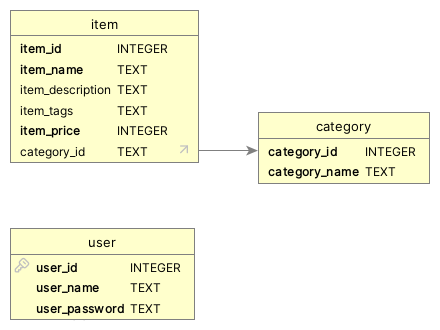 item
item_id INTEGER
item_name TEXT
item_description TEXT
item_tags TEXT
item_price INTEGER
category_id TEXT
category
category_id INTEGER
category_name TEXT
user
user_id INTEGER
user_name TEXT
user_password TEXT